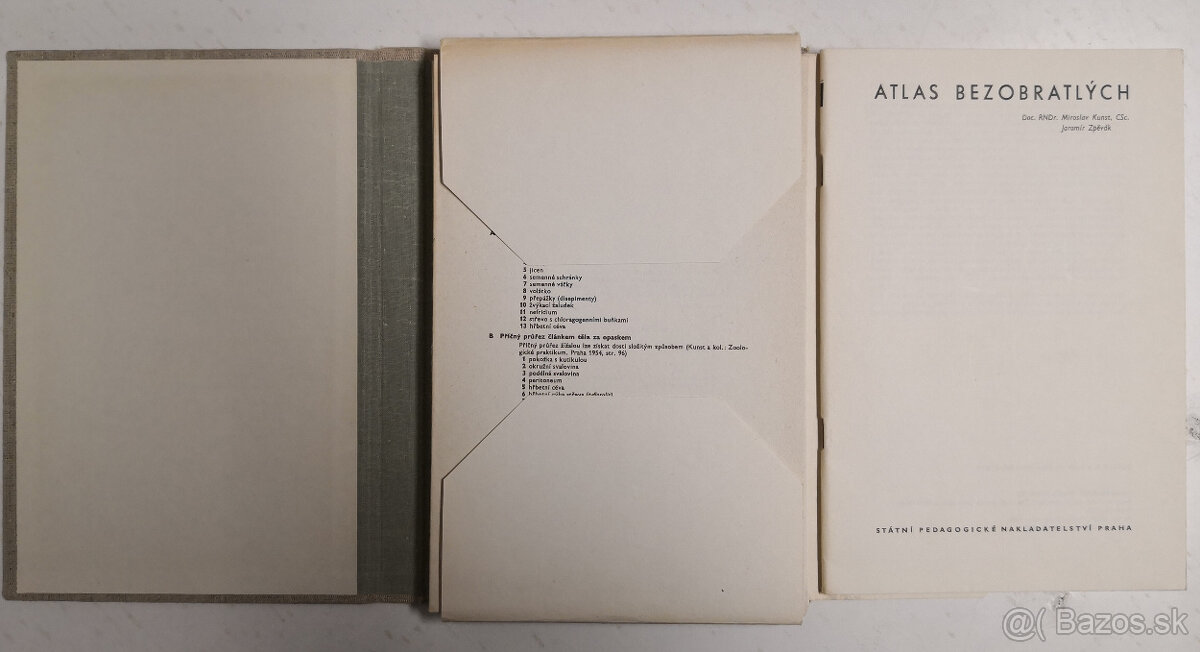 5 jícen
6 semenné schránky
7 semenné váčky
8 volátko
9 přepážky (disepimenty)
10 žvýkací žaludek
11 nefridium
12 střevo s chloragogenními buňkami
13 hřbetní céva
B Příčný průřez článkem těla za opaskem
Příčný průřez žížalou lze získat dosti složitým způsobem (Kunst a kol.: Zoolo-
gické praktikum. Praha 1954, str. 96)
1 pokožka s kutikulou
2 okružní svalovina
3 podélná svalovina
4 peritoneum
5 hřbetní céva
6 hřbetní
ATLAS BEZOBRATLÝCH
Doc. RNDr. Miroslav Kunst, CSc.
Jaromír Zpěvák
STÁTNÍ PEDAGOGICKÉ NAKLADATELSTVÍ PRAHA
@( Bazos.sk